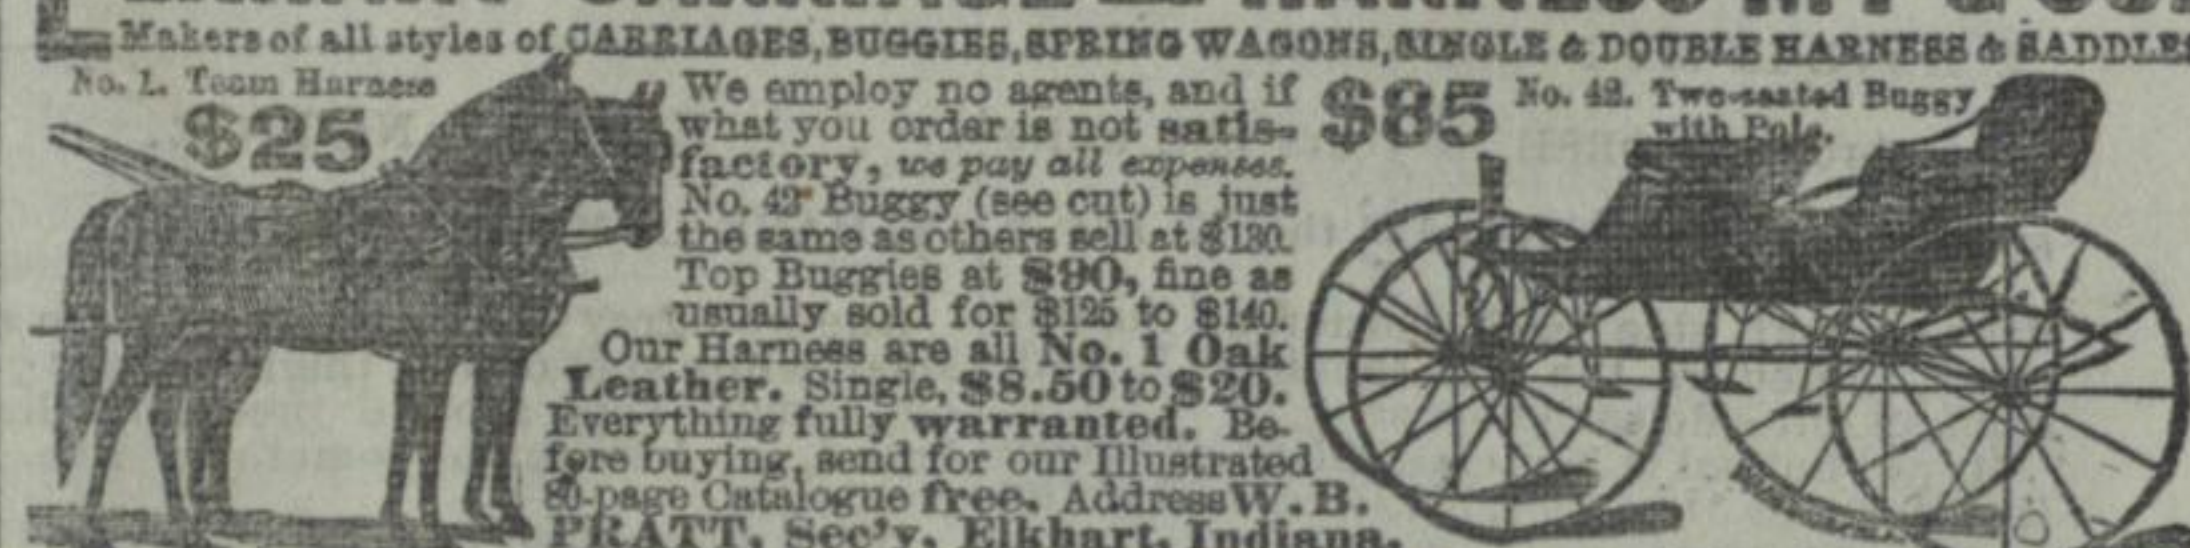 Makers of all styles of CARRIAGES, BUGGIES, SPRING WAGONS, SINGLE & DOUBLE HARNESS & SADDLES
No. 1. Team Harness
$25
We employ no agents, and if
what you order is not satis-
factory, we pay all expenses.
No. 42 Buggy (see cut) is just
the same as others sell at $130.
Top Buggies at $90, fine as
usually sold for $125 to $140.
Our Harness are all No. 1 Oak
Leather. Single, $8.50 to $20.
Everything fully warranted. Be-
fore buying, send for our Illustrated
80-page Catalogue free. Address W. B.
PRATT, Sec'y, Elkhart, Indiana.
$85
No. 42. Two-seated Buggy
with Pole.